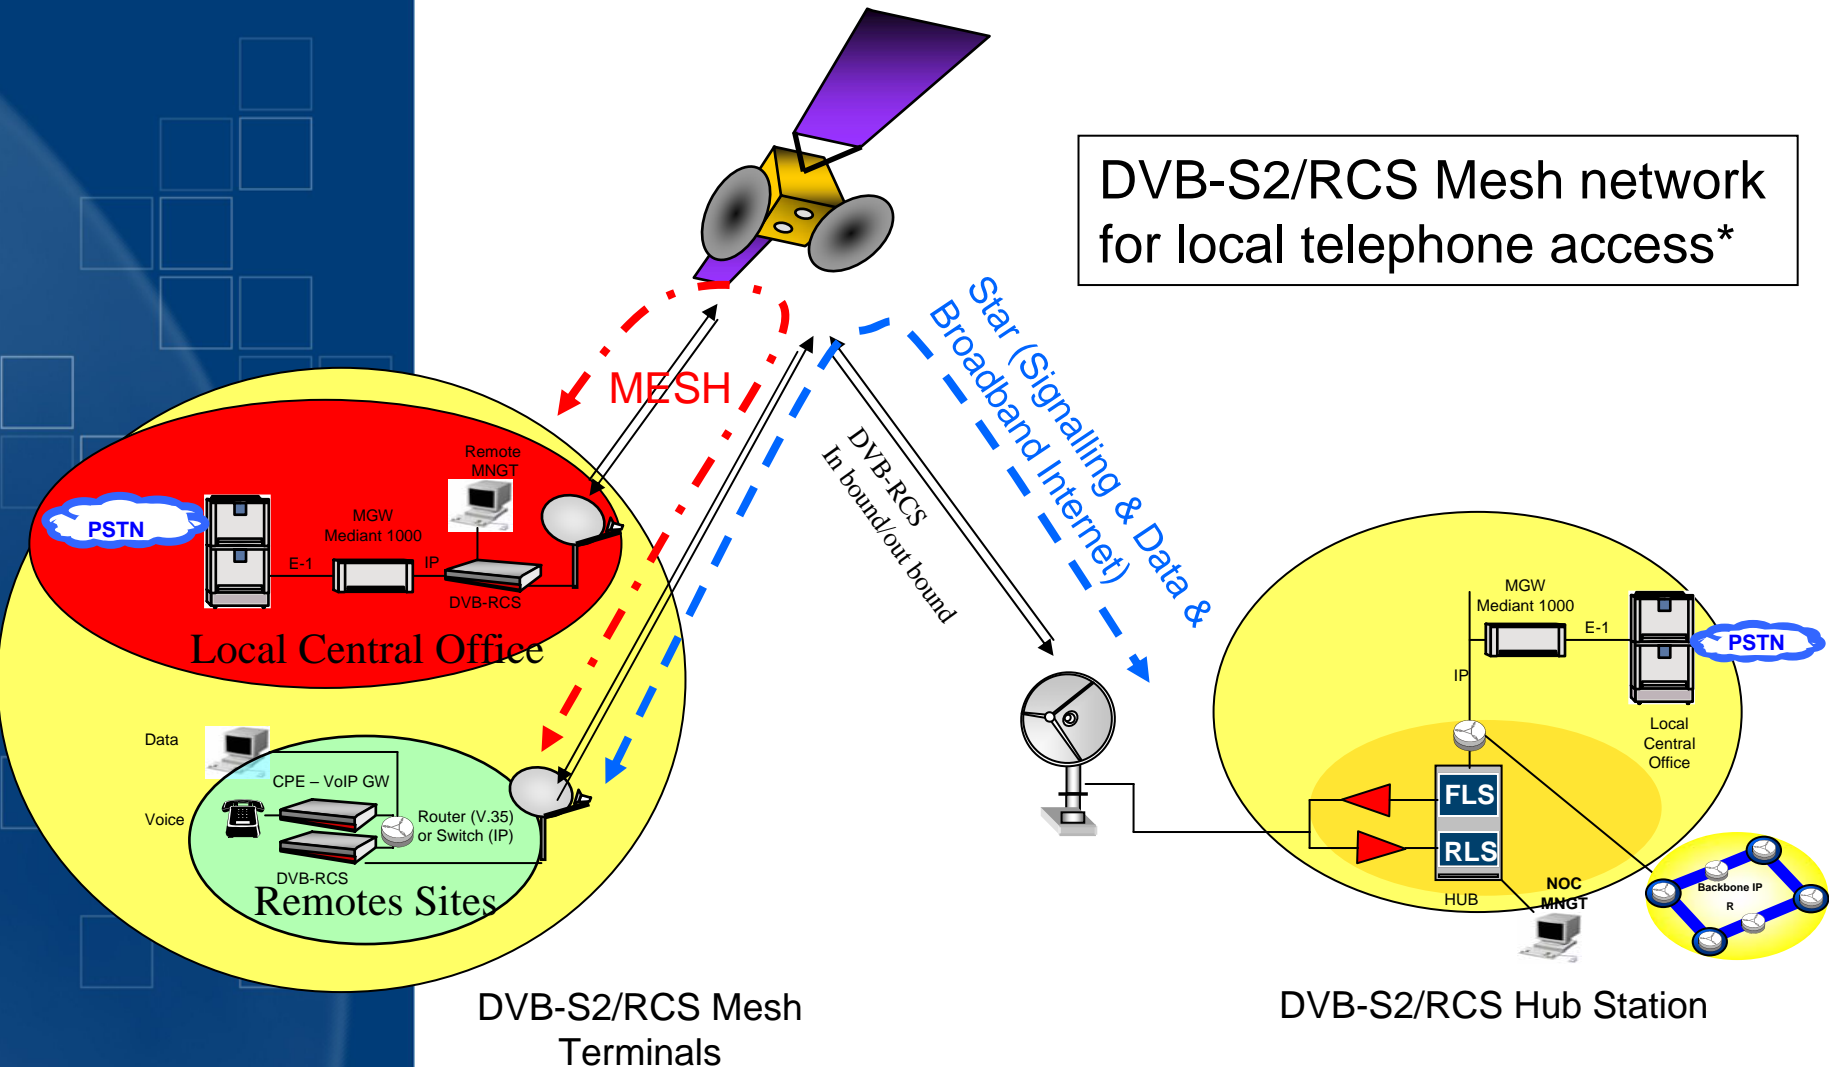 DVB-S2/RCS Mesh network
for local telephone access*
MESH
Star (Signalling & Data &
Broadband Internet)
DVB-RCS
In bound/out bound
Remote
MNGT
PSTN
MGW
Mediant 1000
E-1
IP
DVB-RCS
Local Central Office
Data
CPE – VoIP GW
Voice
Router (V.35)
or Switch (IP)
DVB-RCS
Remotes Sites
DVB-S2/RCS Mesh
Terminals
MGW
Mediant 1000
E-1
PSTN
IP
Local
Central
Office
FLS
RLS
HUB
NOC
MNGT
Backbone IP
R
DVB-S2/RCS Hub Station